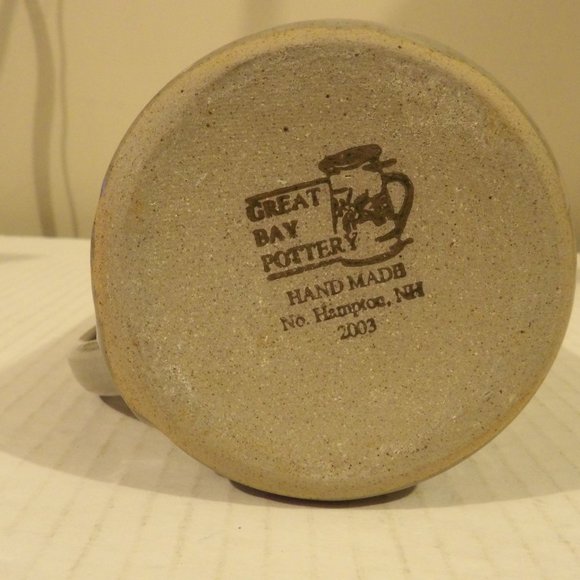 GREAT
BAY
POTTERY
HAND MADE
No. Hampton, NH
2003